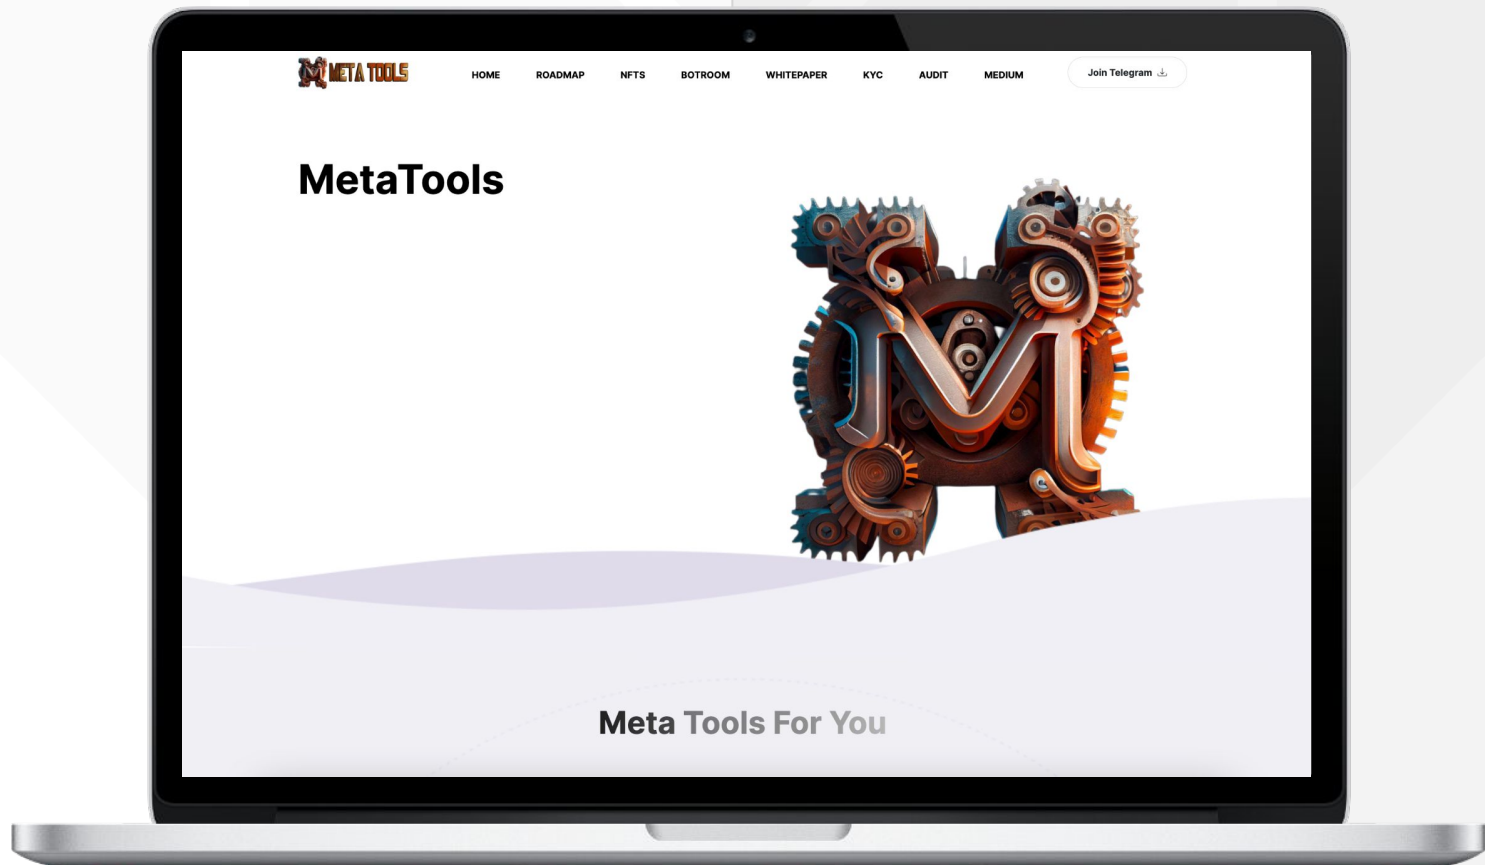 META TOOLS
HOME ROADMAP NFTS BOTROOM WHITEPAPER KYC AUDIT MEDIUM Join Telegram
MetaTools
M
Meta Tools For You